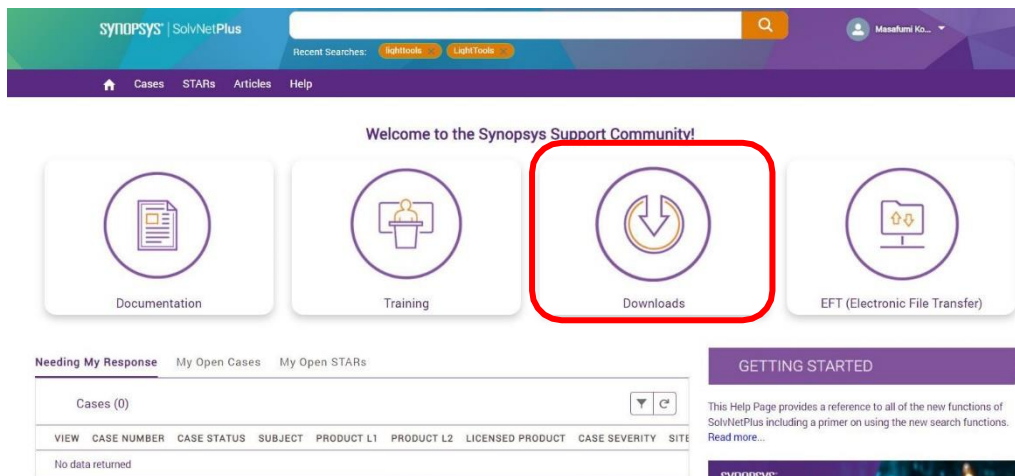 SYNOPSYS® | SolvNetPlus
Masafumi Ko...
Recent Searches: lighttools × LightTools ×
Cases STARs Articles Help
Welcome to the Synopsys Support Community!
Documentation
Training
Downloads
EFT (Electronic File Transfer)
Needing My Response My Open Cases My Open STARs
GETTING STARTED
Cases (0)
This Help Page provides a reference to all of the new functions of
SolvNetPlus including a primer on using the new search functions.
Read more...
VIEW CASE NUMBER CASE STATUS SUBJECT PRODUCT L1 PRODUCT L2 LICENSED PRODUCT CASE SEVERITY SITE
No data returned
SYNOPSYS